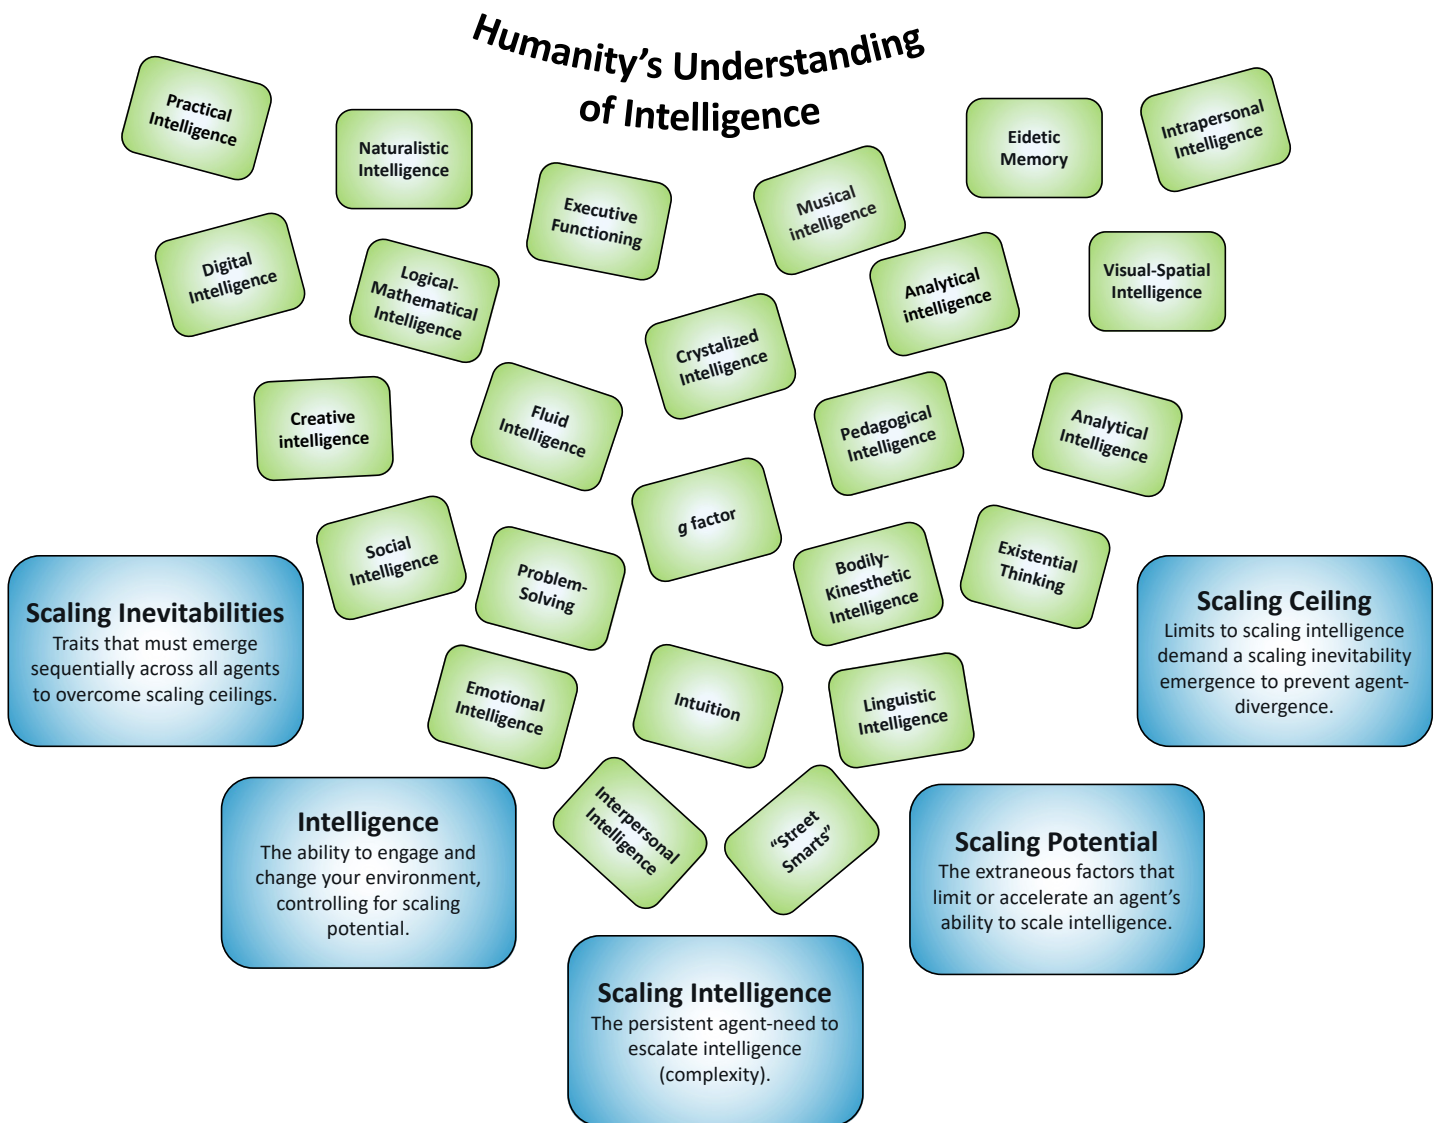 Humanity’s Understanding
of Intelligence
Practical
Intelligence
Naturalistic
Intelligence
Executive
Functioning
Musical
intelligence
Eidetic
Memory
Intrapersonal
Intelligence
Digital
Intelligence
Logical-
Mathematical
Intelligence
Crystalized
Intelligence
Analytical
intelligence
Visual-Spatial
Intelligence
Creative
intelligence
Fluid
Intelligence
Pedagogical
Intelligence
Analytical
Intelligence
Social
Intelligence
Problem-
Solving
g factor
Bodily-
Kinesthetic
Intelligence
Existential
Thinking
Scaling Inevitabilities
Traits that must emerge
sequentially across all agents
to overcome scaling ceilings.
Emotional
Intelligence
Intuition
Linguistic
Intelligence
Scaling Ceiling
Limits to scaling intelligence
demand a scaling inevitability
emergence to prevent agent-
divergence.
Intelligence
The ability to engage and
change your environment,
controlling for scaling
potential.
Interpersonal
Intelligence
“Street
Smarts”
Scaling Potential
The extraneous factors that
limit or accelerate an agent’s
ability to scale intelligence.
Scaling Intelligence
The persistent agent-need to
escalate intelligence
(complexity).